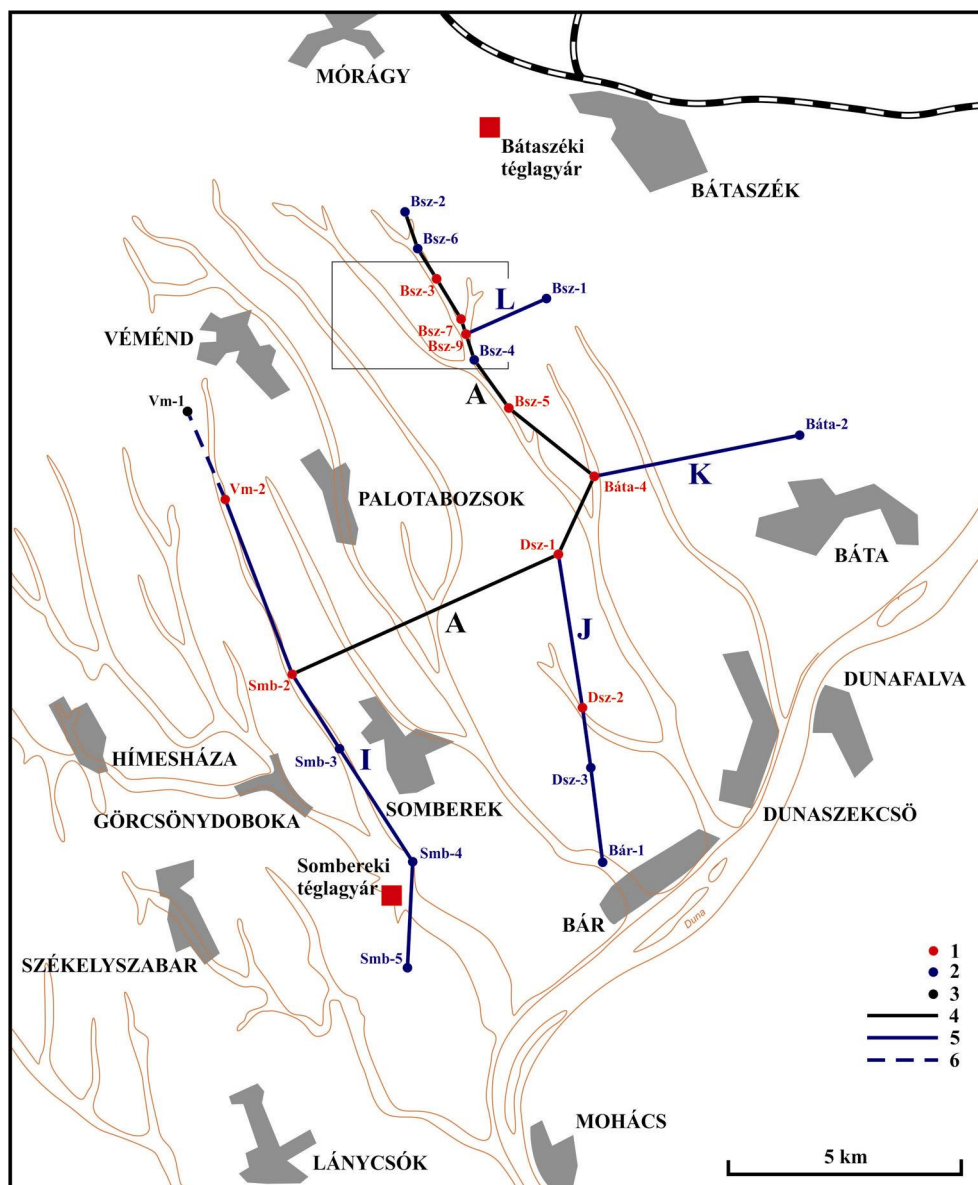 MÓRÁGY
Bátaszéki
téglagyár
BÁTASZÉK
Bsz-2
Bsz-6
Bsz-3
L
Bsz-1
Bsz-7
Bsz-9
Bsz-4
VÉMÉND
A
Bsz-5
Vm-1
Báta-2
K
Vm-2
PALOTABOZSOK
Báta-4
Dsz-1
BÁTA
A
J
Smb-2
DUNAFALVA
Dsz-2
HÍMESHÁZA
Smb-3
I
Dsz-3
SOMBEREK
DUNASZEKCSÖ
GÖRCSÖNYDOBOKA
Smb-4
Bár-1
Sombereki
téglagyár
BÁR
Duna
SZÉKELYSZABAR
Smb-5
1
2
3
4
5
6
MOHÁCS
LÁNYCSÓK
5 km